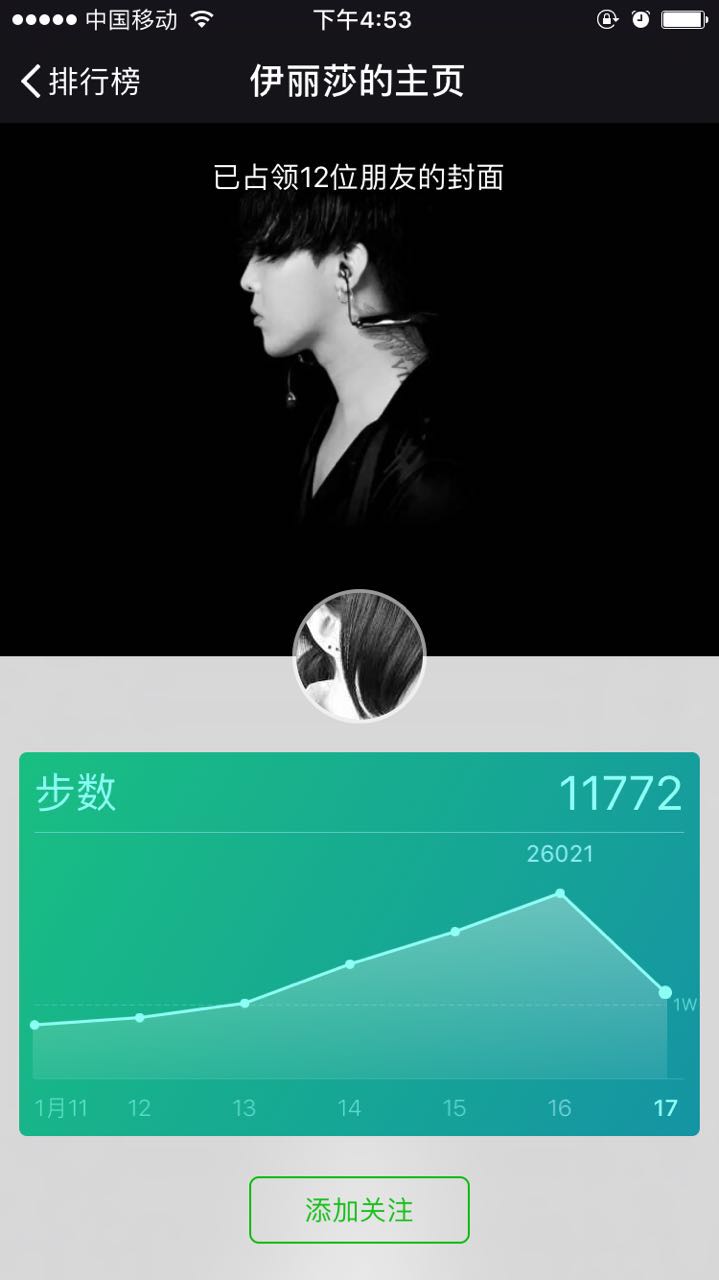 中国移动 下午4:53
排行榜 伊丽莎的主页
已占领12位朋友的封面
步数 11772
26021
1W
1月11 12 13 14 15 16 17
添加关注